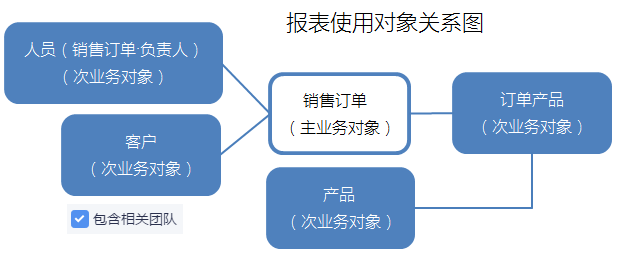 报表使用对象关系图
人员（销售订单·负责人）
（次业务对象）
客户
（次业务对象）
包含相关团队
销售订单
（主业务对象）
订单产品
（次业务对象）
产品
（次业务对象）